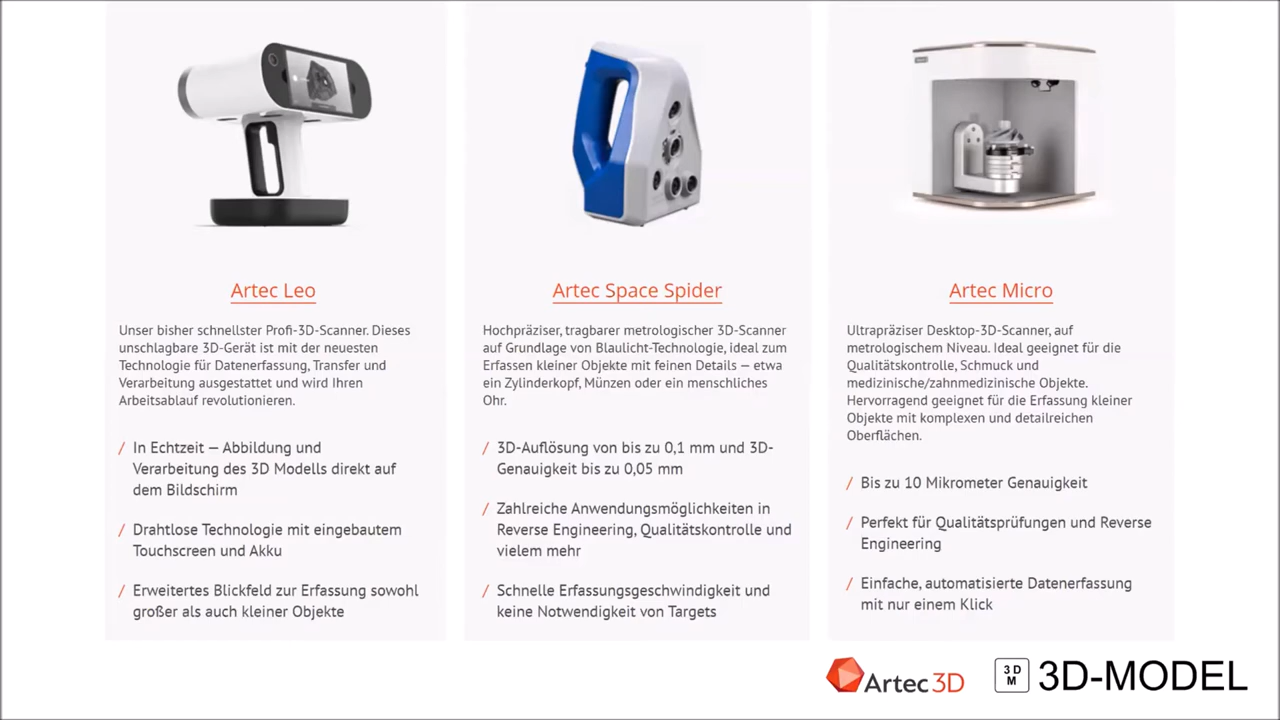 Artec Leo
Unser bisher schnellster Profi-3D-Scanner. Dieses
unschlagbare 3D-Gerät ist mit der neuesten
Technologie für Datenerfassung, Transfer und
Verarbeitung ausgestattet und wird Ihren
Arbeitsablauf revolutionieren.
/ In Echtzeit — Abbildung und
Verarbeitung des 3D Modells direkt auf
dem Bildschirm
/ Drahtlose Technologie mit eingebautem
Touchscreen und Akku
/ Erweitertes Blickfeld zur Erfassung sowohl
großer als auch kleiner Objekte
Artec Space Spider
Hochpräziser, tragbarer metrologischer 3D-Scanner
auf Grundlage von Blaulicht-Technologie, ideal zum
Erfassen kleiner Objekte mit feinen Details — etwa
ein Zylinderkopf, Münzen oder ein menschliches
Ohr.
/ 3D-Auflösung von bis zu 0,1 mm und 3D-
Genauigkeit bis zu 0,05 mm
/ Zahlreiche Anwendungsmöglichkeiten in
Reverse Engineering, Qualitätskontrolle und
vielem mehr
/ Schnelle Erfassungsgeschwindigkeit und
keine Notwendigkeit von Targets
Artec Micro
Ultrapräziser Desktop-3D-Scanner, auf
metrologischem Niveau. Ideal geeignet für die
Qualitätskontrolle, Schmuck und
medizinische/zahnmedizinische Objekte.
Hervorragend geeignet für die Erfassung kleiner
Objekte mit komplexen und detailreichen
Oberflächen.
/ Bis zu 10 Mikrometer Genauigkeit
/ Perfekt für Qualitätsprüfungen und Reverse
Engineering
/ Einfache, automatisierte Datenerfassung
mit nur einem Klick
Artec 3D
3 D
M
3D-MODEL